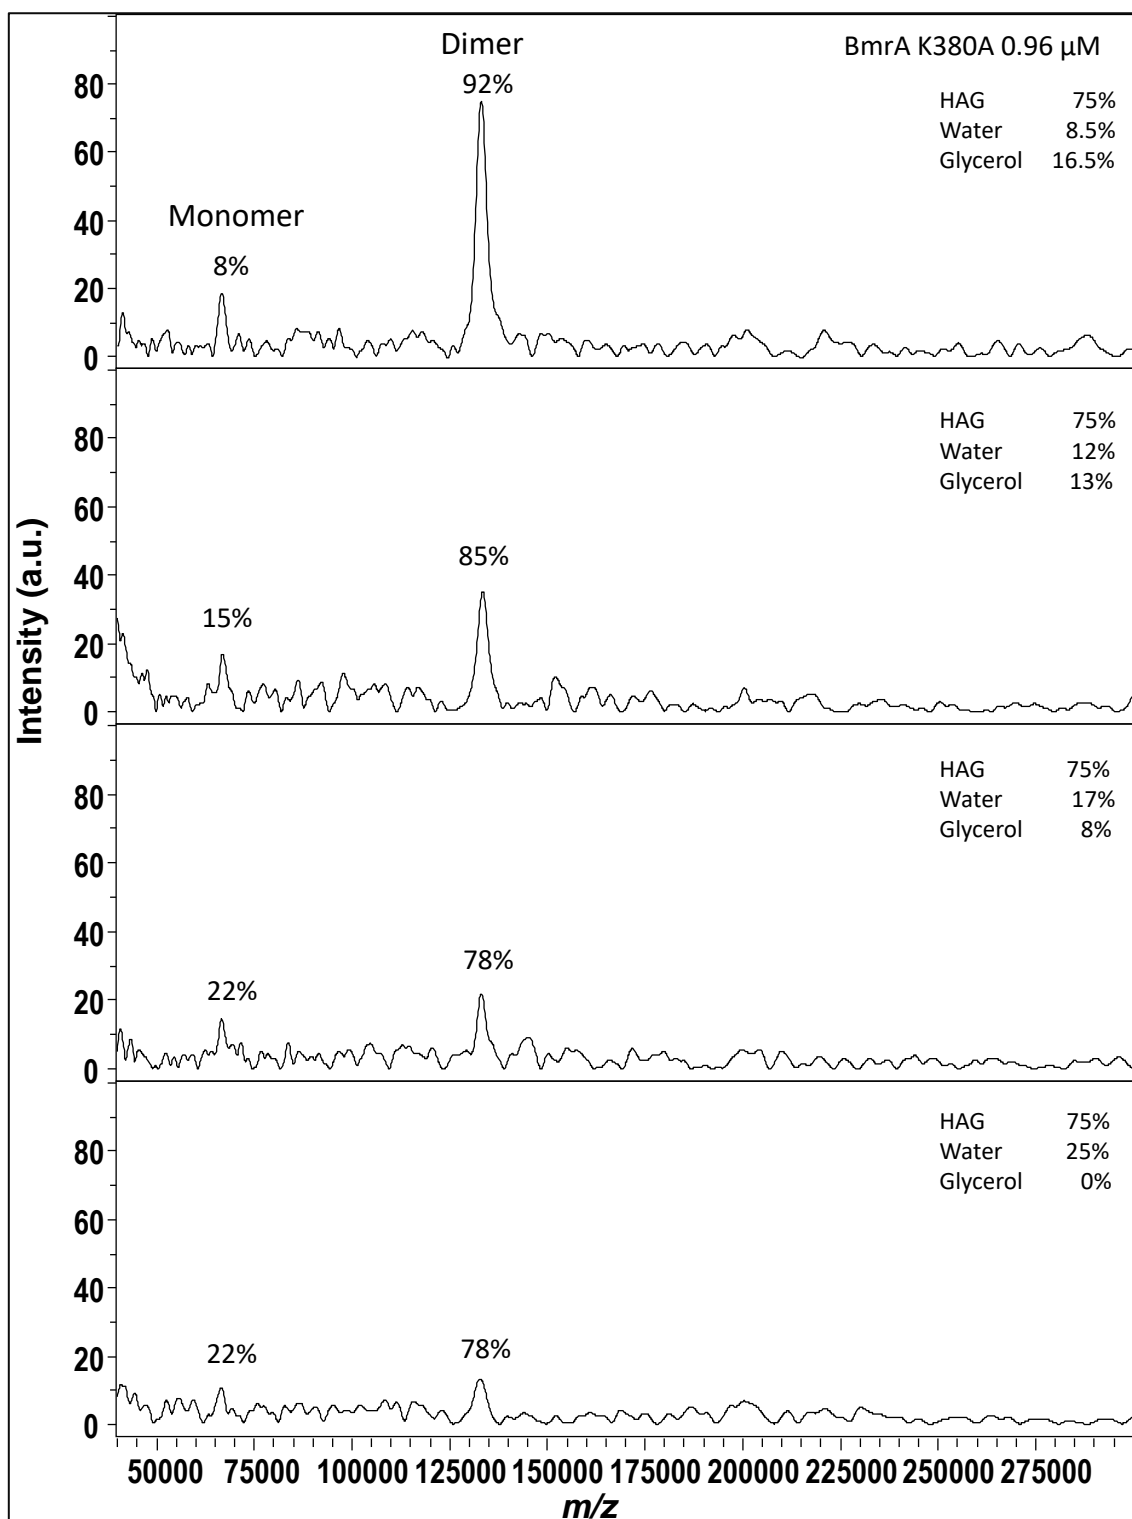 Dimer
BmrA K380A 0.96 µM
92%
HAG 75%
Water 8.5%
Glycerol 16.5%
Monomer
8%
80
60
40
20
0
HAG 75%
Water 12%
Glycerol 13%
85%
15%
80
60
40
20
0
Intensity (a.u.)
HAG 75%
Water 17%
Glycerol 8%
78%
22%
80
60
40
20
0
HAG 75%
Water 25%
Glycerol 0%
78%
22%
80
60
40
20
0
50000 75000 100000 125000 150000 175000 200000 225000 250000 275000
m/z